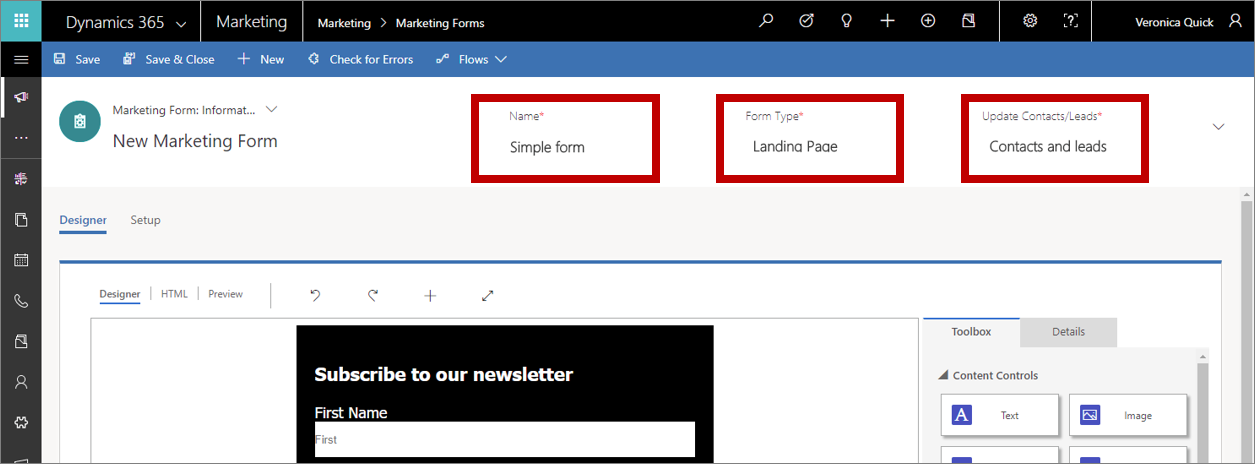 Dynamics 365 Marketing Marketing > Marketing Forms Veronica Quick
Save Save & Close New Check for Errors Flows
Marketing Form: Informat...
New Marketing Form
Name* Form Type* Update Contacts/Leads*
Simple form Landing Page Contacts and leads
Designer Setup
Designer HTML Preview
Toolbox Details
Subscribe to our newsletter
First Name
First
Content Controls
A Text Image